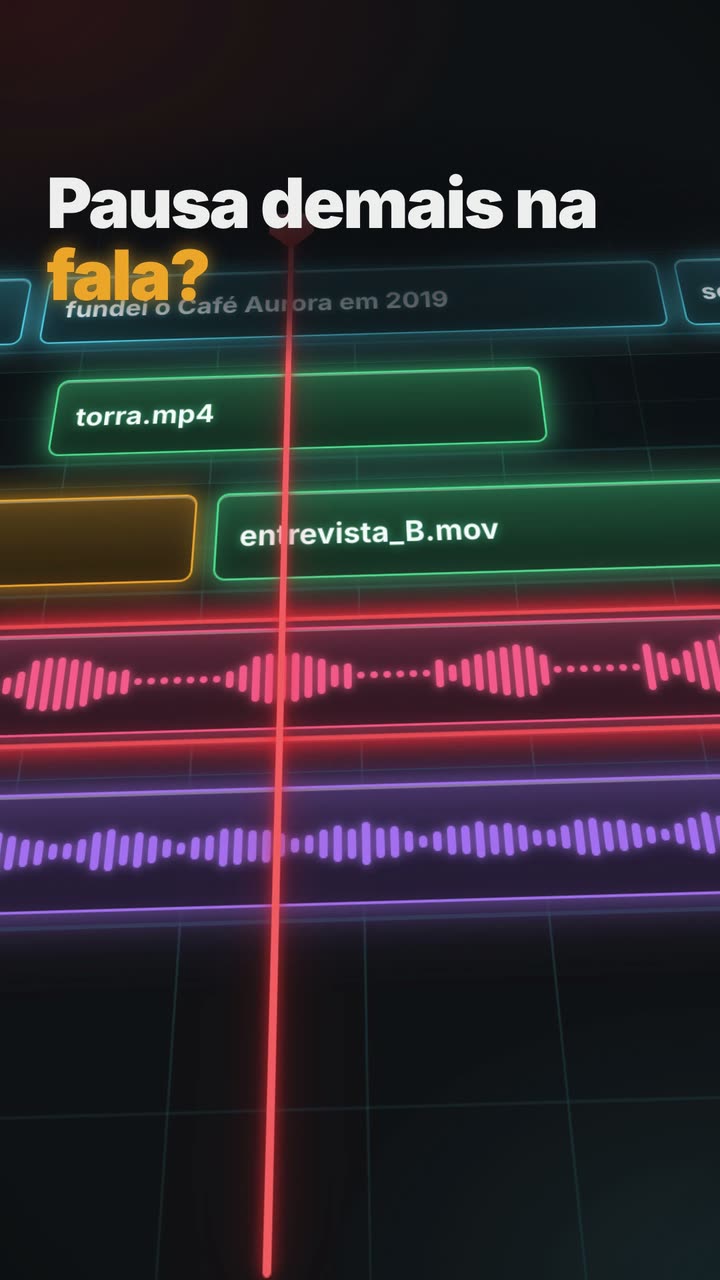 Pausa demais na
fala?
fundei o Café Aurora em 2019
torra.mp4
entrevista_B.mov